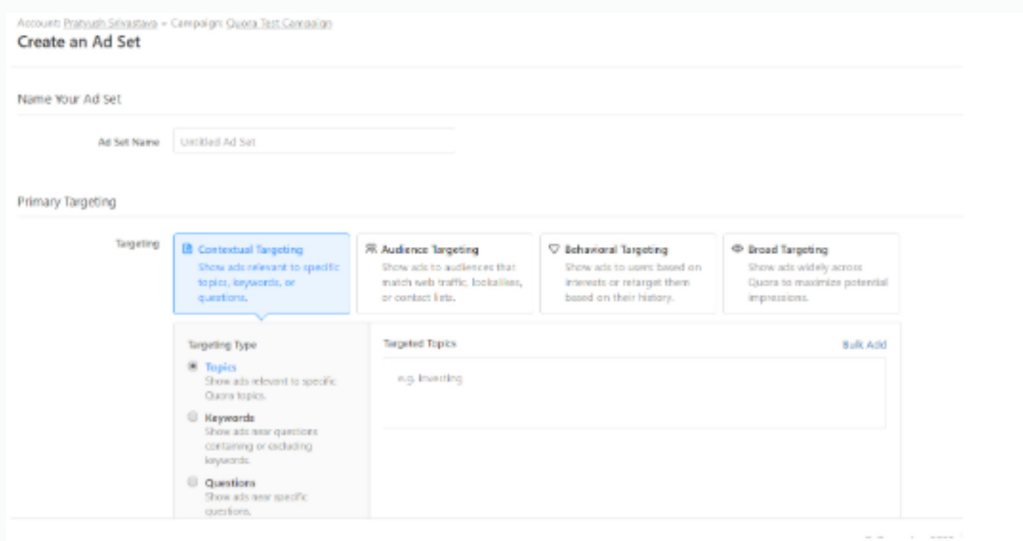 Account: Pratyush Srivastava – Campaign: Quora Test Campaign
Create an Ad Set
Name Your Ad Set
Ad Set Name
Untitled Ad Set
Primary Targeting
Targeting
Contextual Targeting
Show ads relevant to specific
topics, keywords, or
questions.
Audience Targeting
Show ads to audiences that
match web traffic, lookalikes,
or contact lists.
Behavioral Targeting
Show ads to users based on
interests or retarget them
based on their history.
Broad Targeting
Show ads widely across
Quora to maximize potential
impressions.
Targeting Type
Topics
Show ads relevant to specific
Quora topics.
Keywords
Show ads near questions
containing or excluding
keywords.
Questions
Show ads near specific
questions.
Targeted Topics
Bulk Add
e.g. Investing